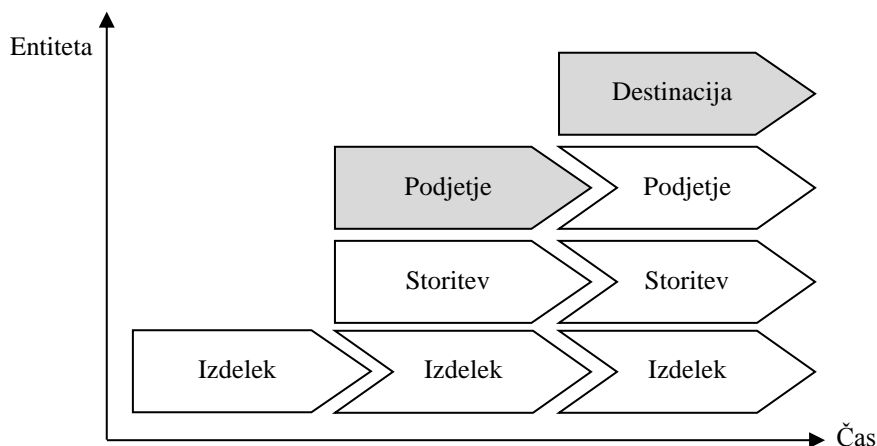 Entiteta
Destinacija
Podjetje
Podjetje
Storitev
Storitev
Izdelek
Izdelek
Izdelek
Čas